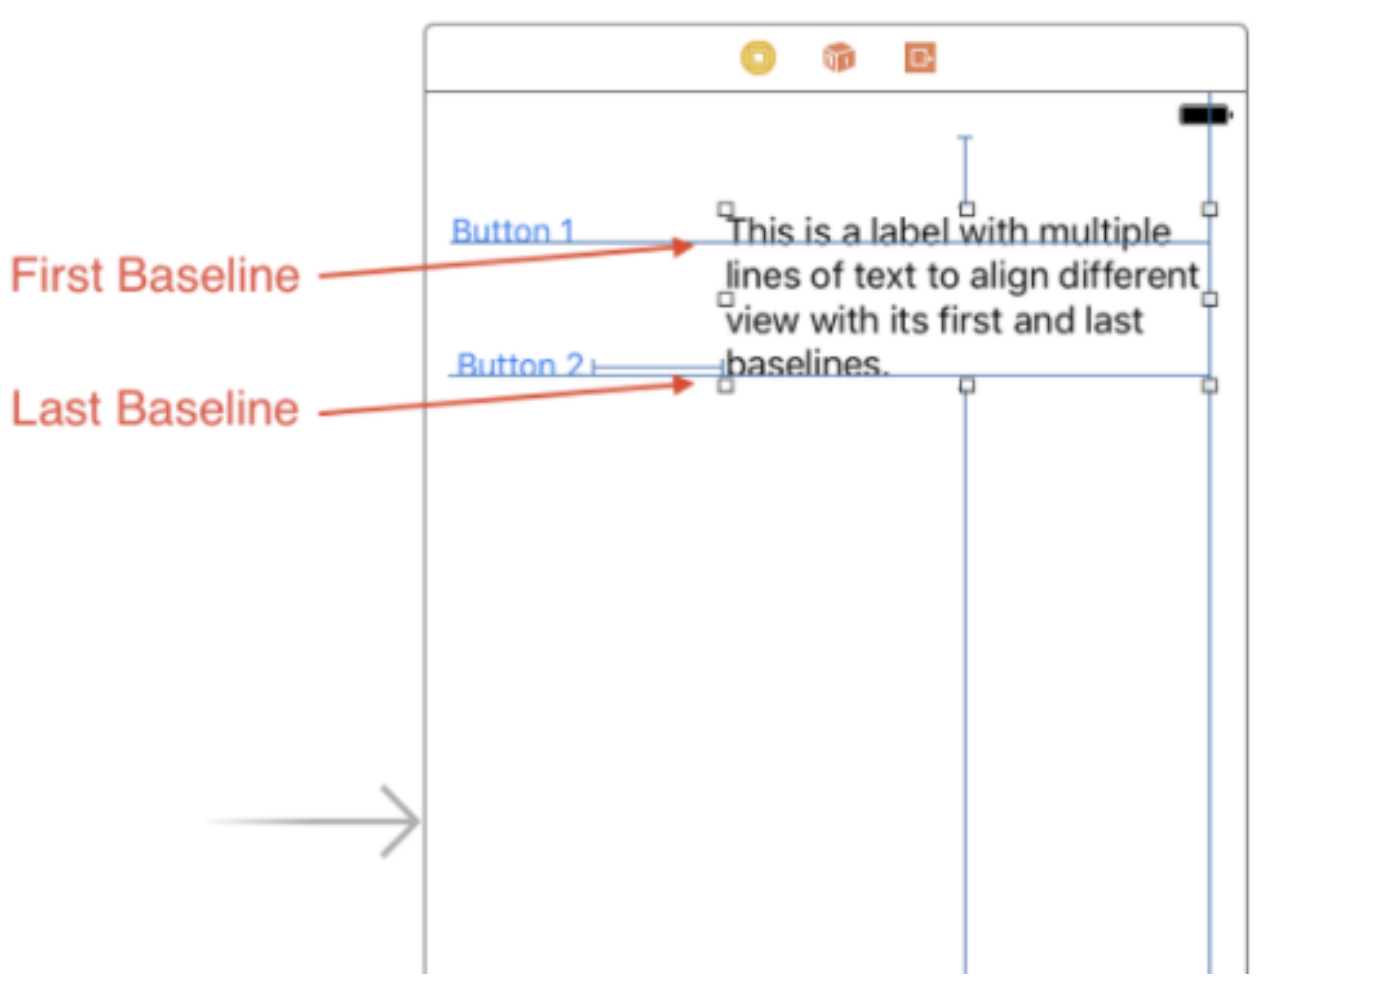 Button 1
This is a label with multiple
First Baseline
lines of text to align different
view with its first and last
Button 2
baselines.
Last Baseline